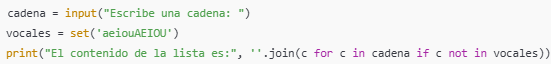 cadena = input("Escribe una cadena: ")
vocales = set('aeiouAEIOU')
print("El contenido de la lista es:", ''.join(c for c in cadena if c not in vocales))